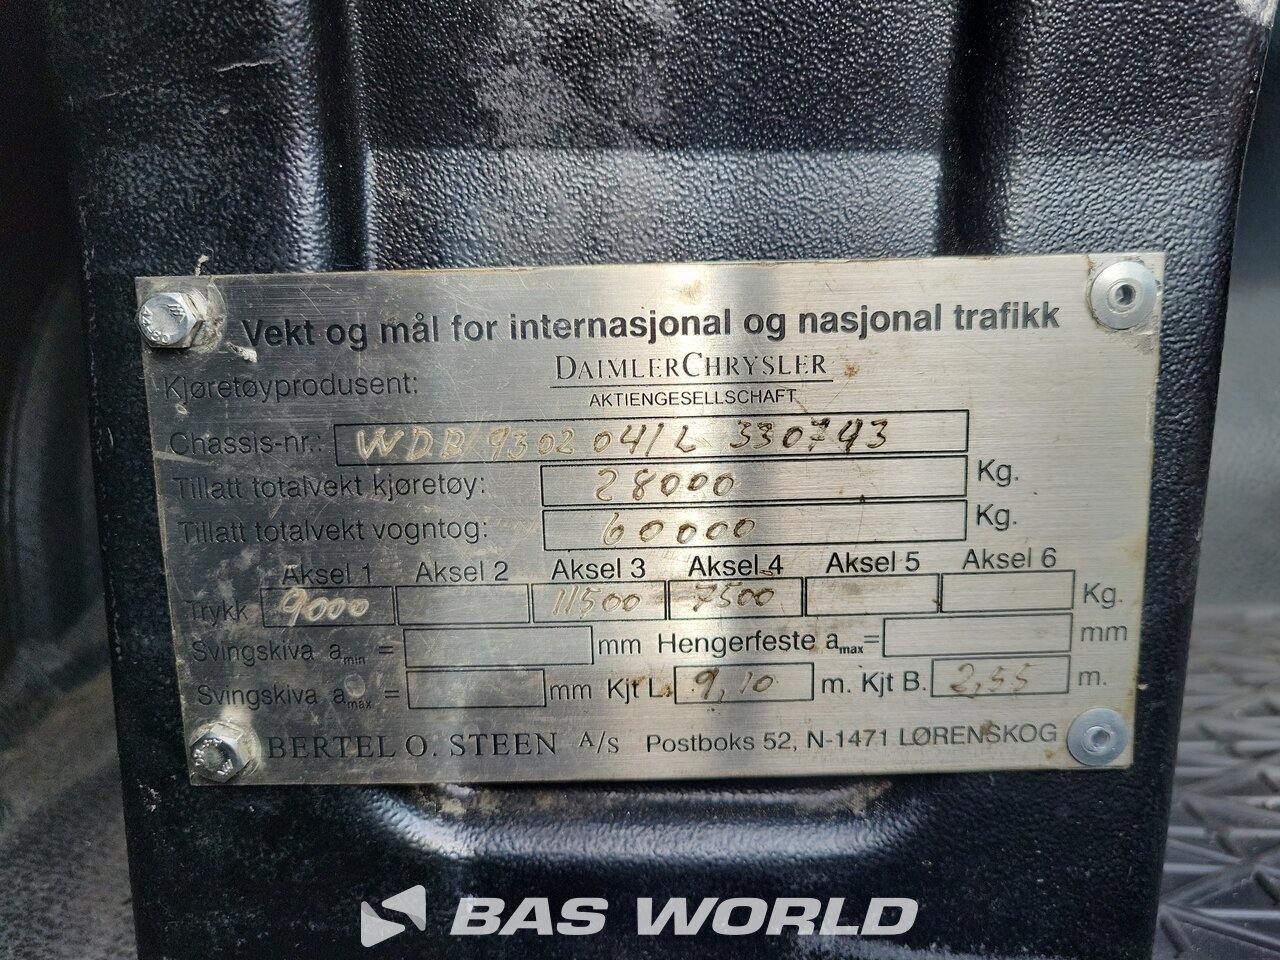 Vekt og mål for internasjonal og nasjonal trafikk
Kjøretøyprodusent: DAIMLERCHRYSLER
AKTIENGESELLSCHAFT
Chassis-nr.: WDB/930204/L 330743
Tillatt totalvekt kjøretøy: 28000 Kg.
Tillatt totalvekt vogntog: 60000 Kg.
Aksel 1 Aksel 2 Aksel 3 Aksel 4 Aksel 5 Aksel 6
Trykk 9000 11500 7500 Kg.
Svingskiva amin = mm Hengerfeste amax= mm
Svingskiva amax = mm Kjt L. 9,10 m. Kjt B. 2,55 m.
BERTEL O. STEEN A/S Postboks 52, N-1471 LØRENSKOG
BAS WORLD